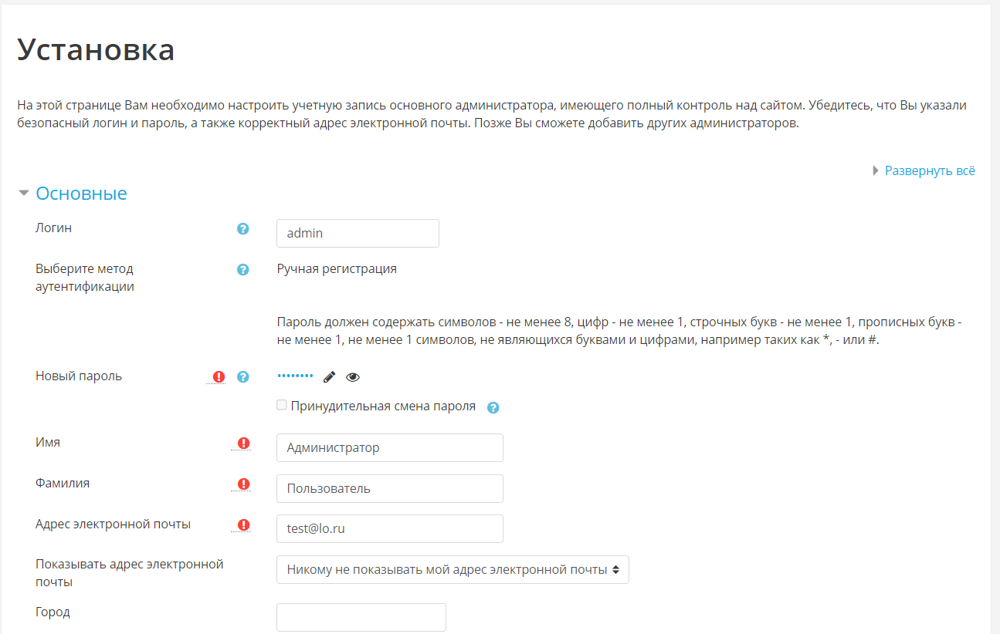 Установка
На этой странице Вам необходимо настроить учетную запись основного администратора, имеющего полный контроль над сайтом. Убедитесь, что Вы указали
безопасный логин и пароль, а также корректный адрес электронной почты. Позже Вы сможете добавить других администраторов.
Развернуть всё
Основные
Логин
admin
Выберите метод
аутентификации
Ручная регистрация
Пароль должен содержать символов - не менее 8, цифр - не менее 1, строчных букв - не менее 1, прописных букв -
не менее 1, не менее 1 символов, не являющихся буквами и цифрами, например таких как *, - или #.
Новый пароль
••••••••
Принудительная смена пароля
Имя
Администратор
Фамилия
Пользователь
Адрес электронной почты
test@lo.ru
Показывать адрес электронной
почты
Никому не показывать мой адрес электронной почты
Город